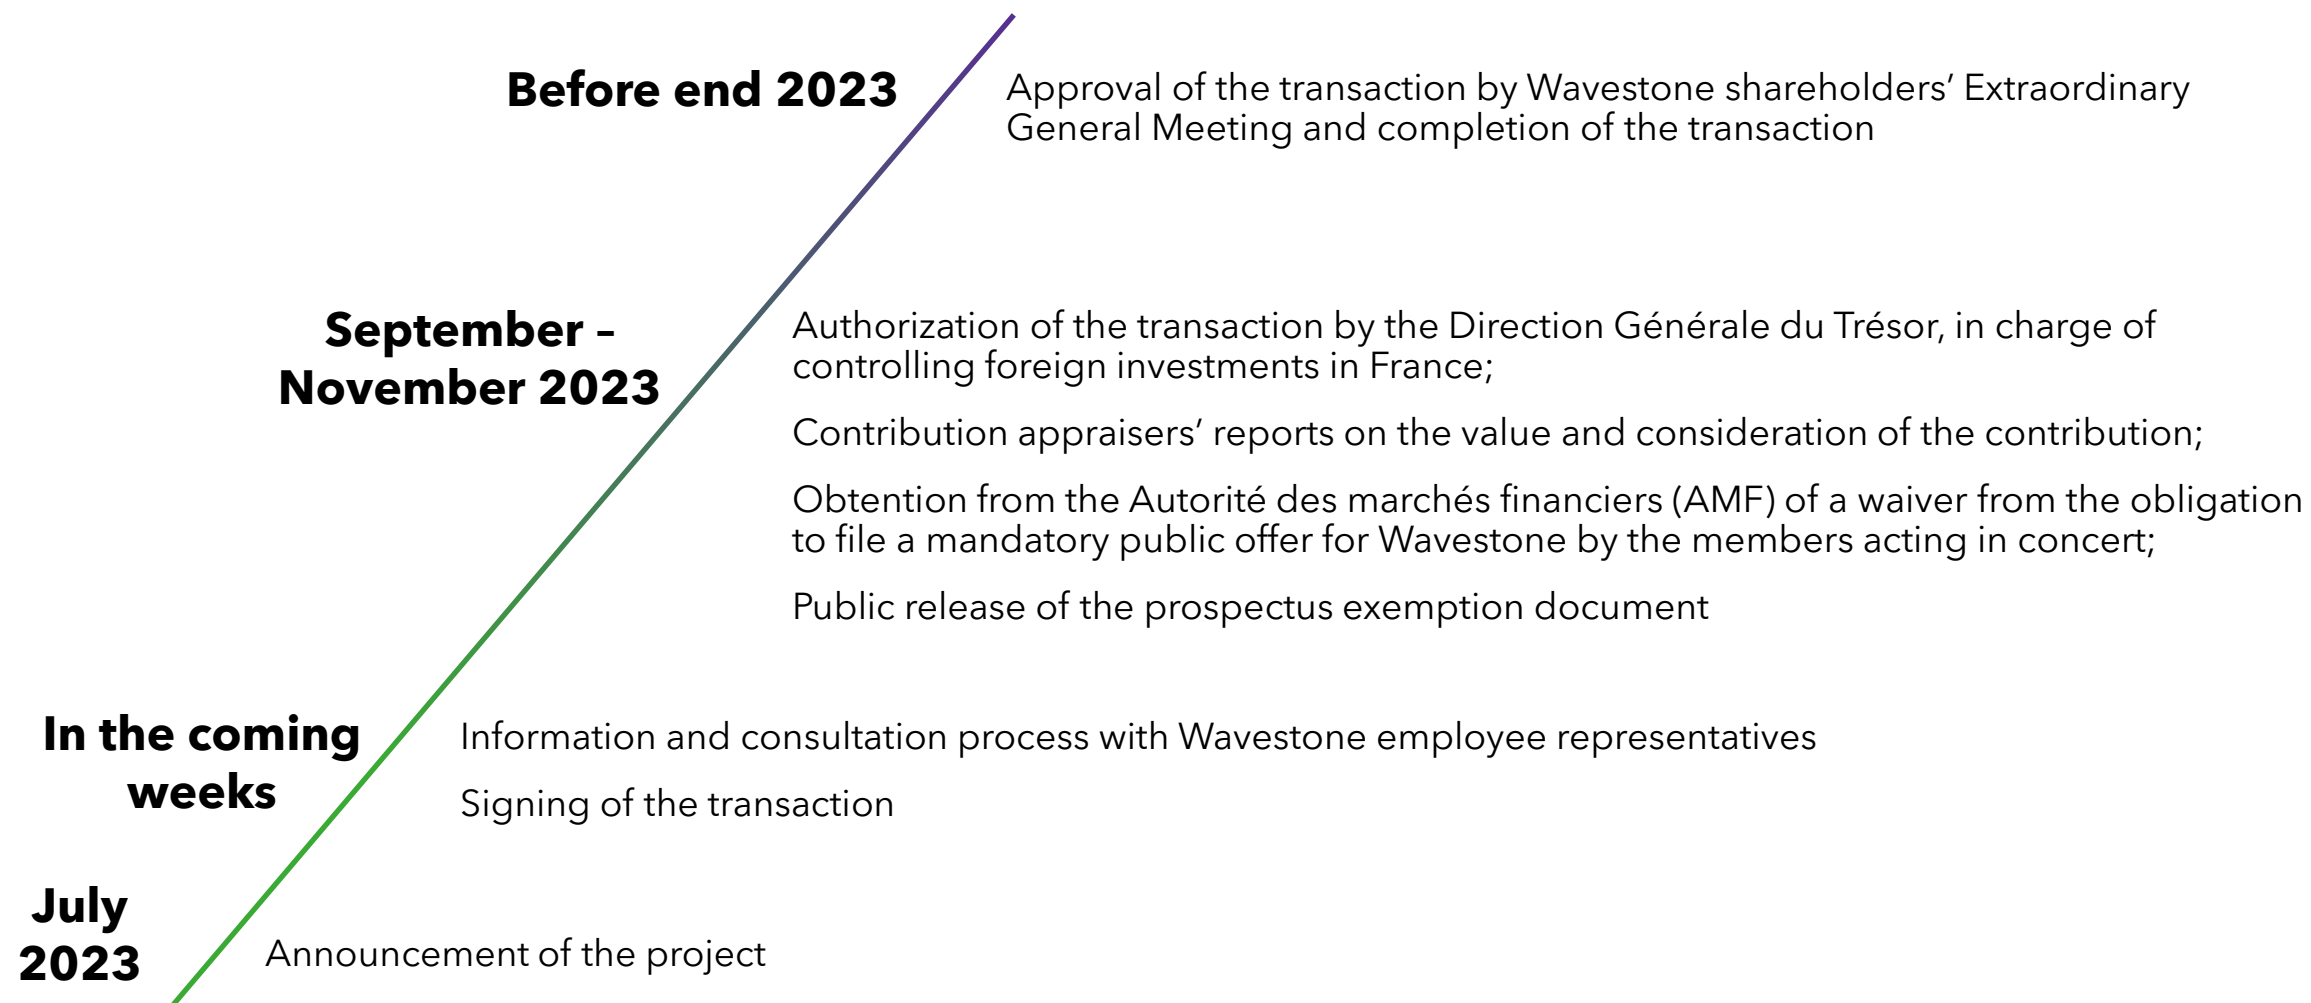 Before end 2023
Approval of the transaction by Wavestone shareholders’ Extraordinary
General Meeting and completion of the transaction
September –
November 2023
Authorization of the transaction by the Direction Générale du Trésor, in charge of
controlling foreign investments in France;
Contribution appraisers’ reports on the value and consideration of the contribution;
Obtention from the Autorité des marchés financiers (AMF) of a waiver from the obligation
to file a mandatory public offer for Wavestone by the members acting in concert;
Public release of the prospectus exemption document
In the coming
weeks
Information and consultation process with Wavestone employee representatives
Signing of the transaction
July
2023
Announcement of the project